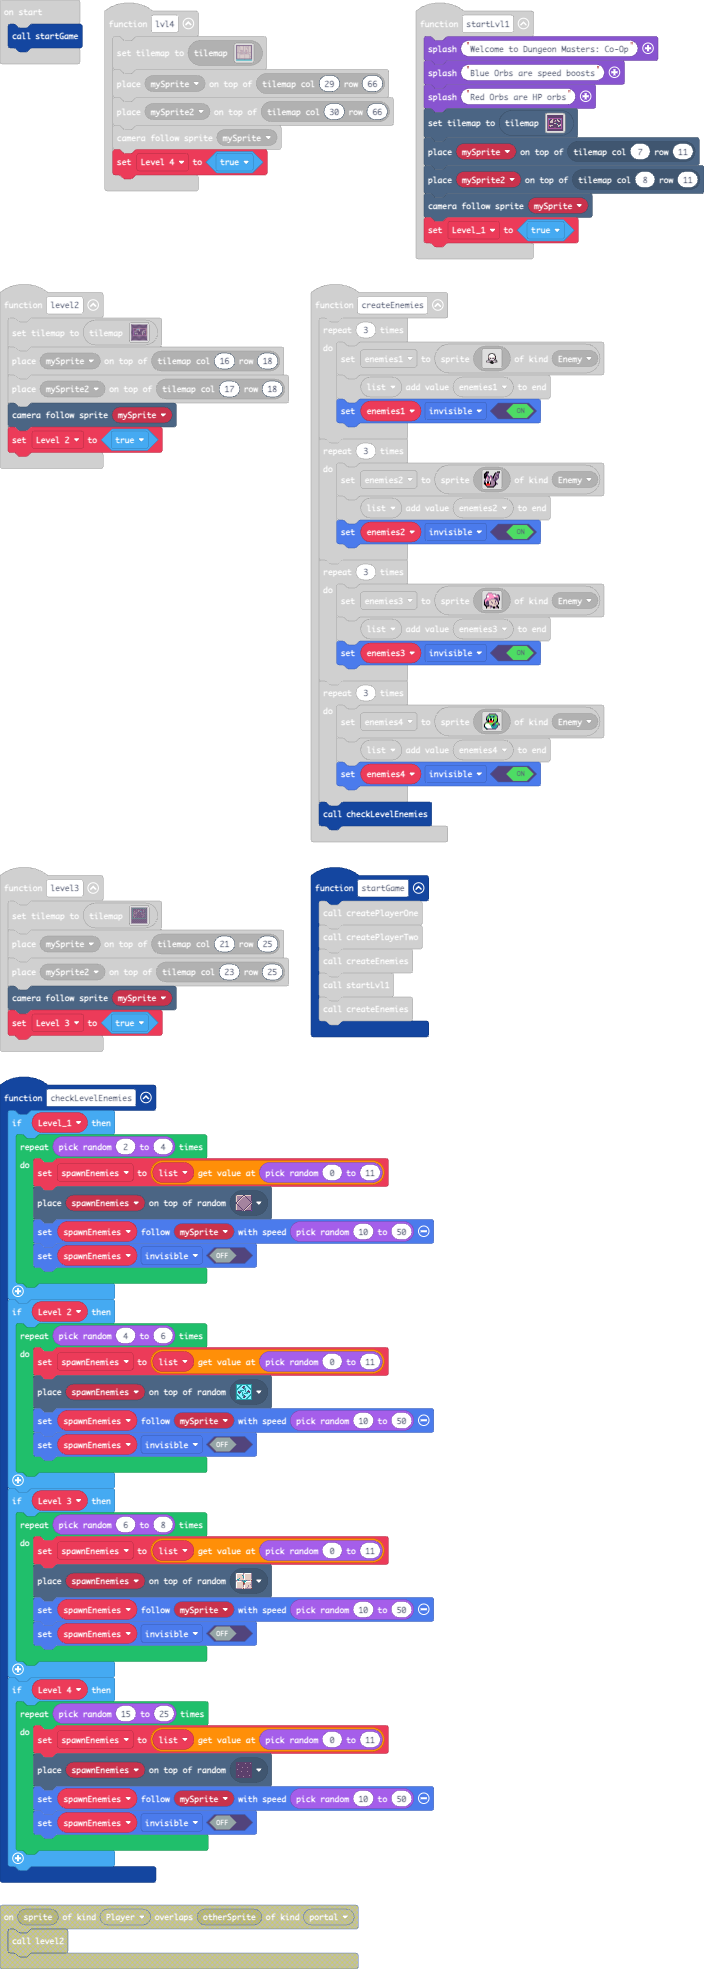 on start
call startGame
function lvl4
set tilemap to tilemap
place mySprite on top of tilemap col 29 row 66
place mySprite2 on top of tilemap col 30 row 66
camera follow sprite mySprite
set Level 4 to true
function startLvl1
splash "Welcome to Dungeon Masters: Co-Op"
splash "Blue Orbs are speed boosts"
splash "Red Orbs are HP orbs"
set tilemap to tilemap
place mySprite on top of tilemap col 7 row 11
place mySprite2 on top of tilemap col 8 row 11
camera follow sprite mySprite
set Level_1 to true
function level2
set tilemap to tilemap
place mySprite on top of tilemap col 16 row 18
place mySprite2 on top of tilemap col 17 row 18
camera follow sprite mySprite
set Level 2 to true
function createEnemies
repeat 3 times
do
set enemies1 to sprite of kind Enemy
list add value enemies1 to end
set enemies1 invisible ON
repeat 3 times
do
set enemies2 to sprite of kind Enemy
list add value enemies2 to end
set enemies2 invisible ON
repeat 3 times
do
set enemies3 to sprite of kind Enemy
list add value enemies3 to end
set enemies3 invisible ON
repeat 3 times
do
set enemies4 to sprite of kind Enemy
list add value enemies4 to end
set enemies4 invisible ON
call checkLevelEnemies
function level3
set tilemap to tilemap
place mySprite on top of tilemap col 21 row 25
place mySprite2 on top of tilemap col 23 row 25
camera follow sprite mySprite
set Level 3 to true
function startGame
call createPlayerOne
call createPlayerTwo
call createEnemies
call startLvl1
call createEnemies
function checkLevelEnemies
if Level_1 then
repeat pick random 2 to 4 times
do
set spawnEnemies to list get value at pick random 0 to 11
place spawnEnemies on top of random
set spawnEnemies follow mySprite with speed pick random 10 to 50
set spawnEnemies invisible OFF
if Level 2 then
repeat pick random 4 to 6 times
do
set spawnEnemies to list get value at pick random 0 to 11
place spawnEnemies on top of random
set spawnEnemies follow mySprite with speed pick random 10 to 50
set spawnEnemies invisible OFF
if Level 3 then
repeat pick random 6 to 8 times
do
set spawnEnemies to list get value at pick random 0 to 11
place spawnEnemies on top of random
set spawnEnemies follow mySprite with speed pick random 10 to 50
set spawnEnemies invisible OFF
if Level 4 then
repeat pick random 15 to 25 times
do
set spawnEnemies to list get value at pick random 0 to 11
place spawnEnemies on top of random
set spawnEnemies follow mySprite with speed pick random 10 to 50
set spawnEnemies invisible OFF
on sprite of kind Player overlaps otherSprite of kind portal
call level2